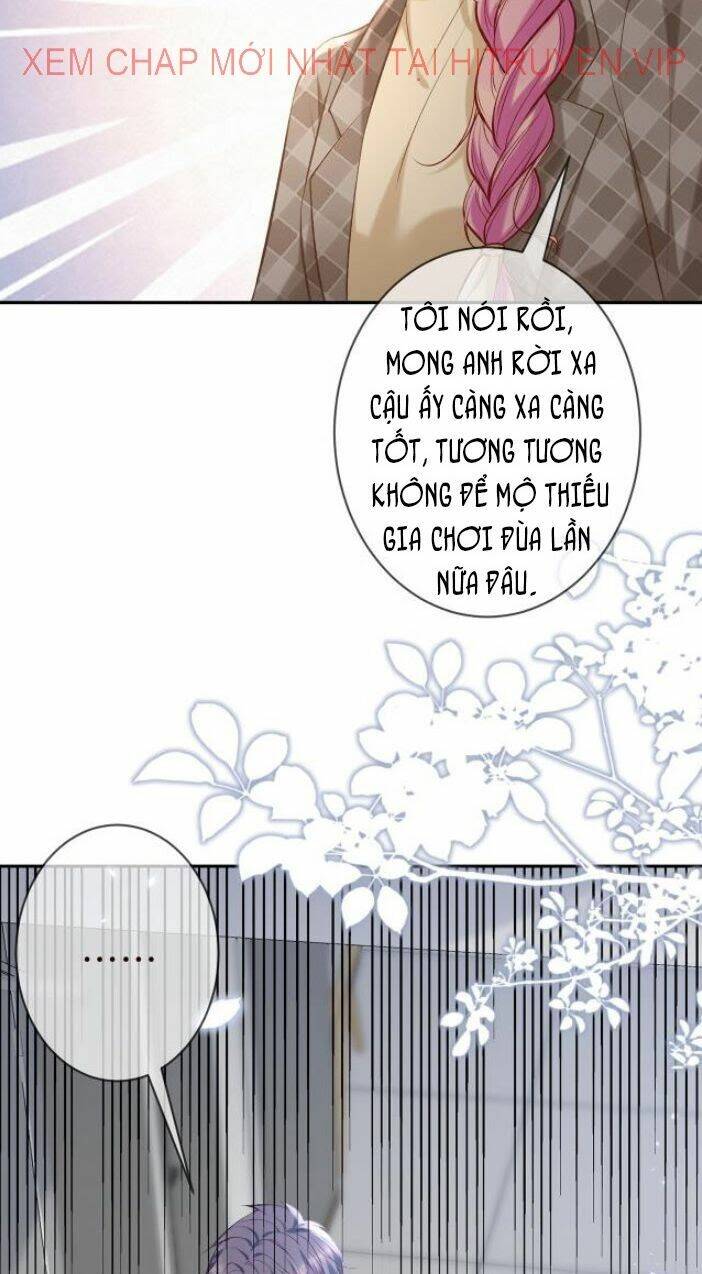 XEM CHAP MỚI NHẤT TẠI HITRUYEN.VIP
TÔI NÓI RỒI,
MONG ANH RỜI XA
CẬU ẤY CÀNG XA CÀNG
TỐT, TƯƠNG TƯƠNG
KHÔNG ĐỂ MỘ THIẾU
GIA CHƠI ĐÙA LẦN
NỮA ĐÂU.
......